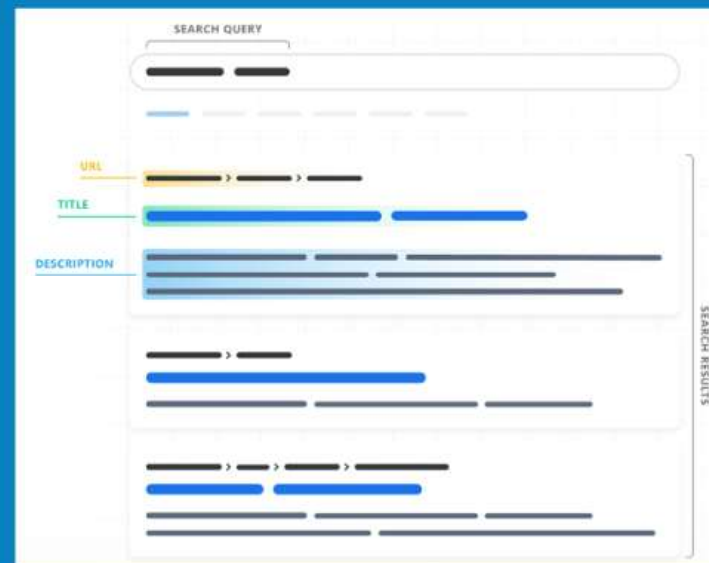 SEARCH QUERY
URL
TITLE
DESCRIPTION
SEARCH RESULTS